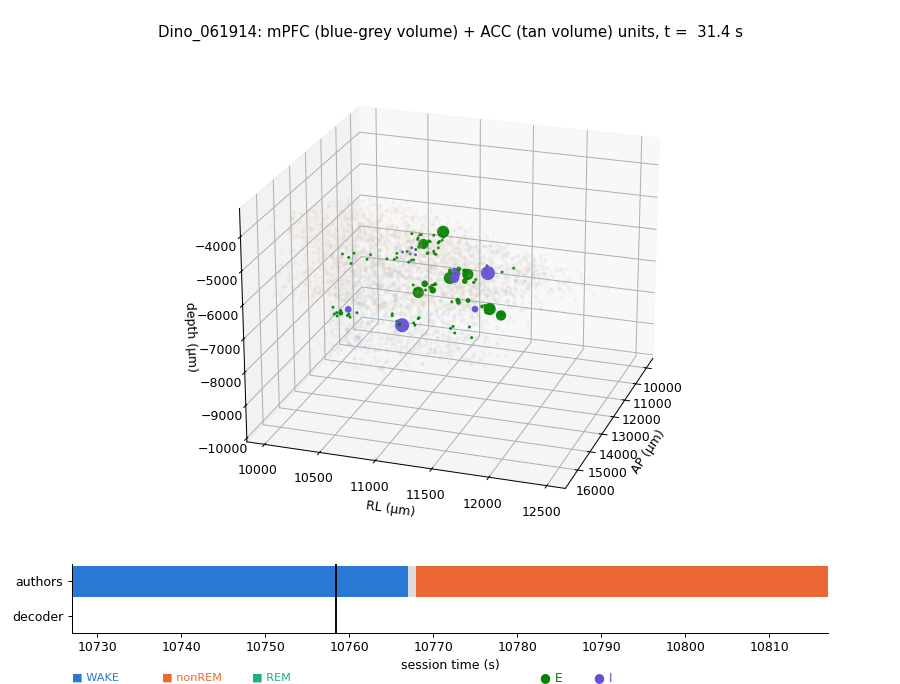 Dino_061914: mPFC (blue-grey volume) + ACC (tan volume) units, t =  31.4 s
−4000
−5000
−6000
−7000
−8000
−9000
−10000
depth (μm)
10000
10500
11000
11500
12000
12500
RL (μm)
10000
11000
12000
13000
14000
15000
16000
AP (μm)
authors
decoder
10730 10740 10750 10760 10770 10780 10790 10800 10810
session time (s)
WAKE nonREM REM E I